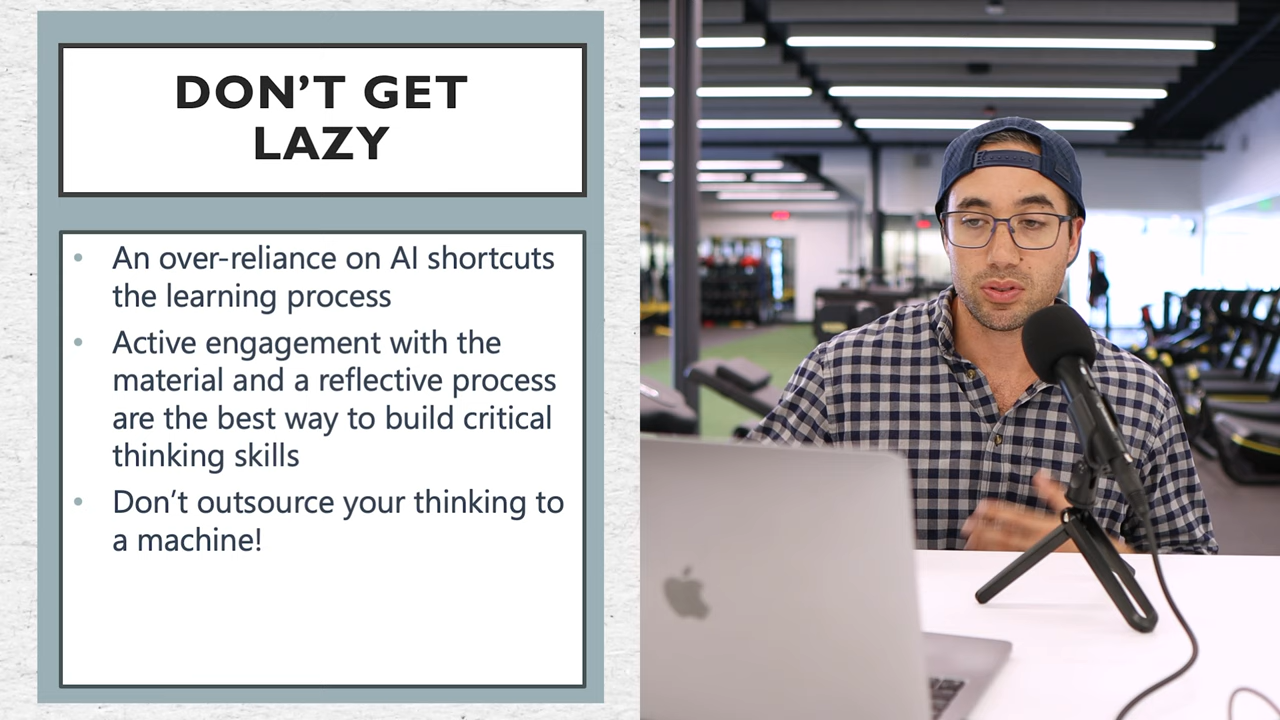 DON'T GET
LAZY
• An over-reliance on AI shortcuts
the learning process
• Active engagement with the
material and a reflective process
are the best way to build critical
thinking skills
• Don't outsource your thinking to
a machine!